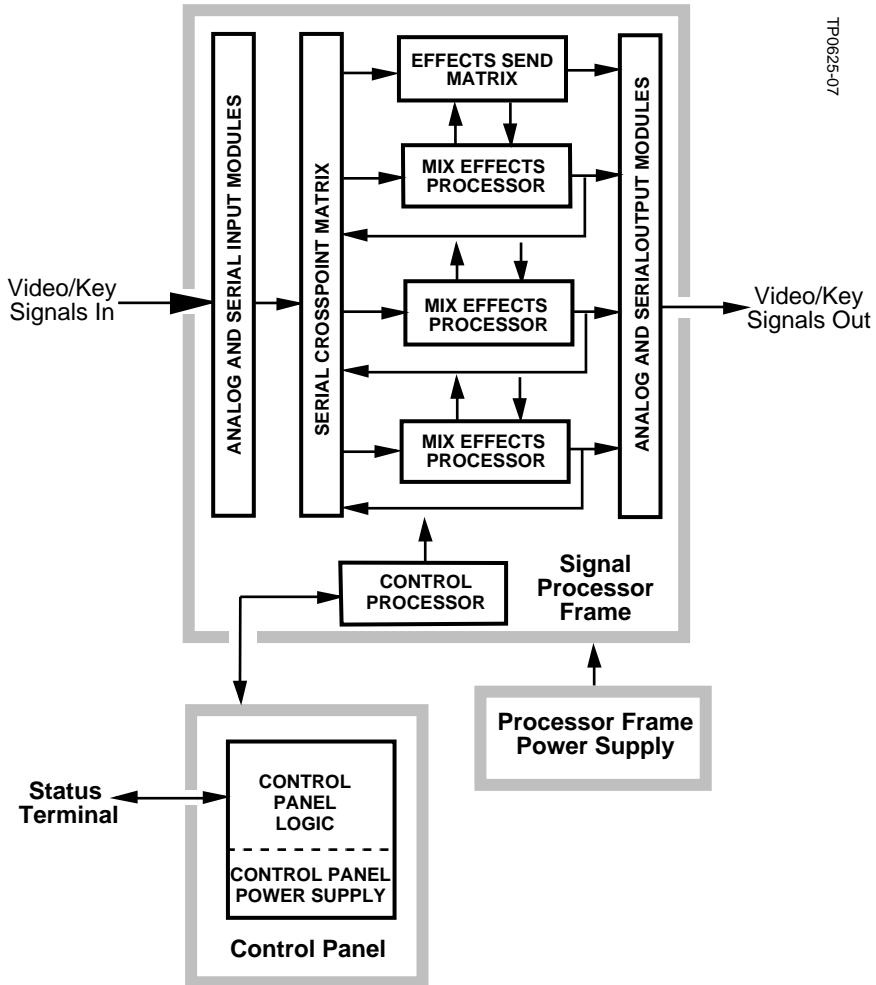 TP0625-07
EFFECTS SEND
MATRIX
ANALOG AND SERIAL INPUT MODULES
SERIAL CROSSPOINT MATRIX
MIX EFFECTS
PROCESSOR
ANALOG AND SERIALOUTPUT MODULES
Video/Key
Signals In
MIX EFFECTS
PROCESSOR
Video/Key
Signals Out
MIX EFFECTS
PROCESSOR
CONTROL
PROCESSOR
Signal
Processor
Frame
Processor Frame
Power Supply
Status
Terminal
CONTROL
PANEL
LOGIC
CONTROL PANEL
POWER SUPPLY
Control Panel